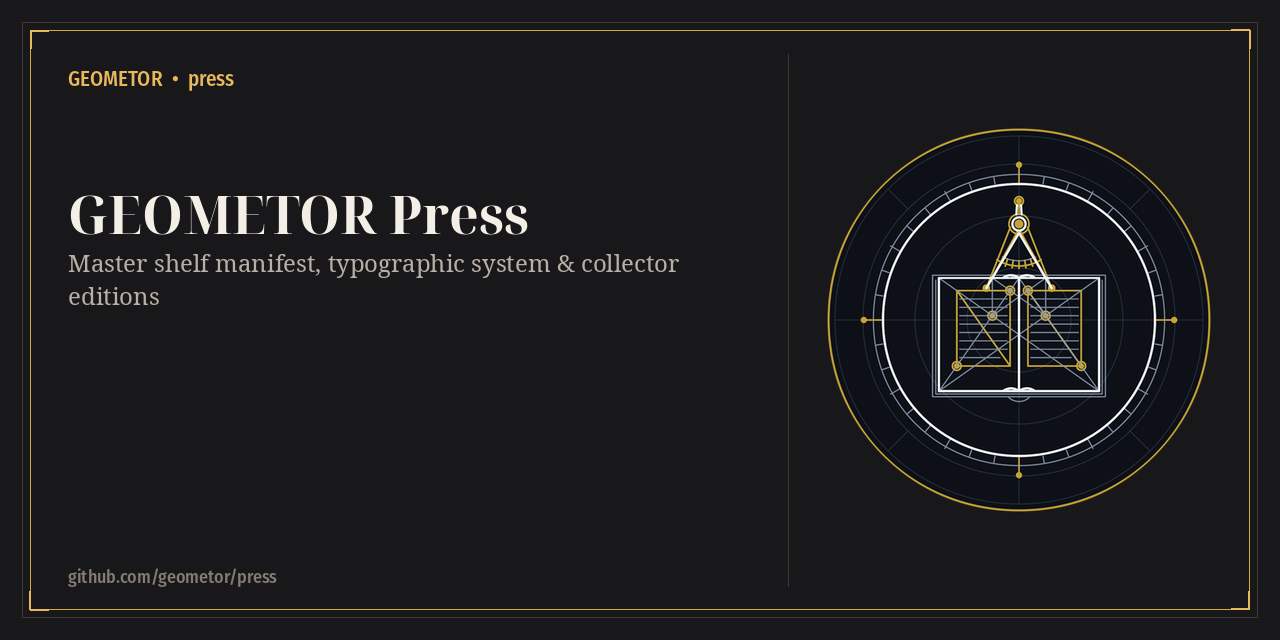 GEOMETOR • press
GEOMETOR Press
Master shelf manifest, typographic system & collector
editions
github.com/geometor/press